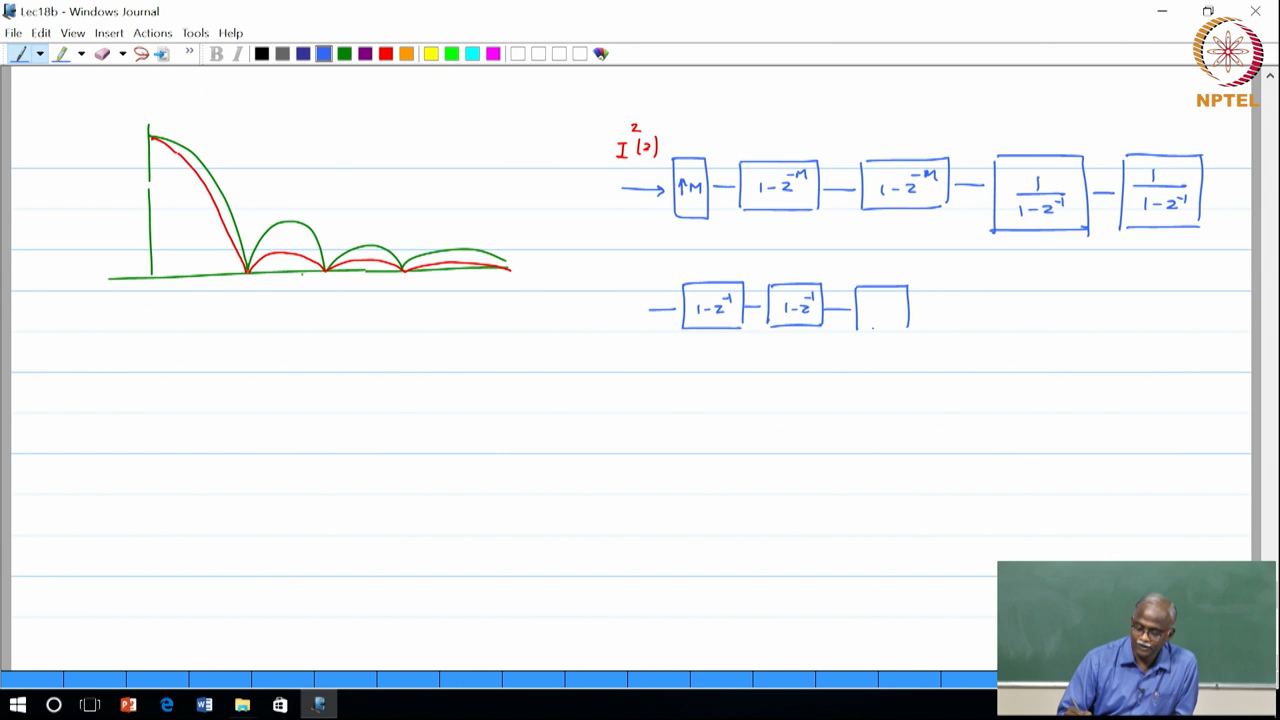 Lec18b - Windows Journal
File Edit View Insert Actions Tools Help
B I
NPTEL
I²(z)
↑M
1-z^-M
1-z^-M
1/(1-z^-1)
1/(1-z^-1)
1-z^-1
1-z^-1